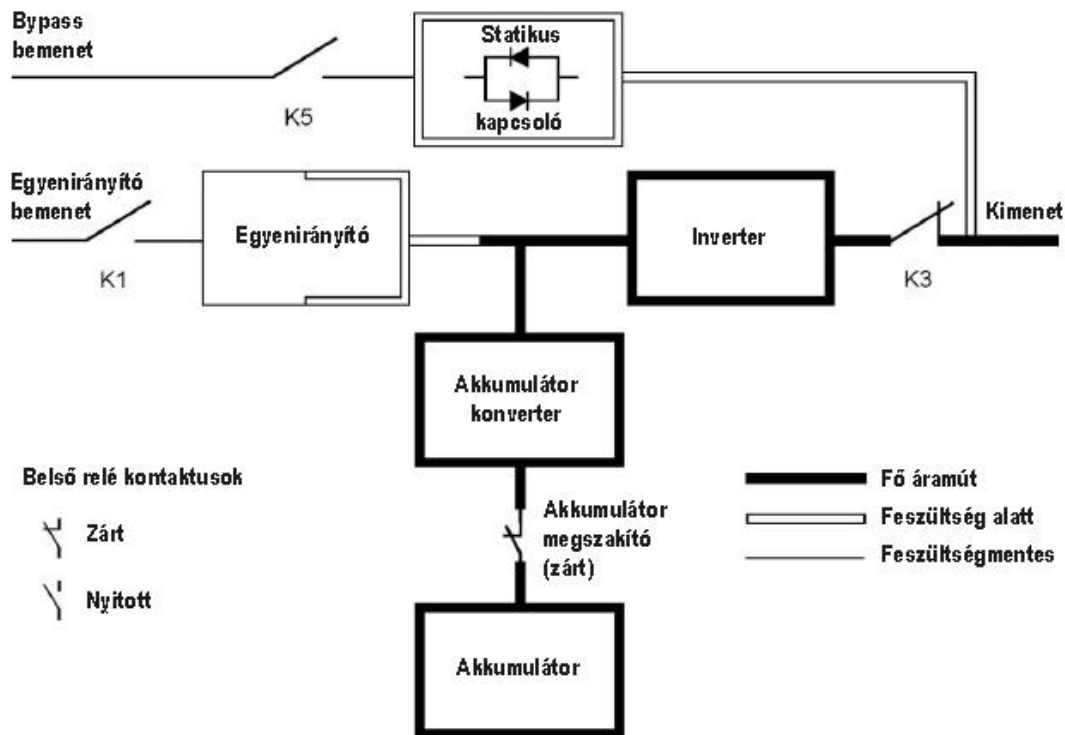 Bypass
bemenet
K5
Statikus
kapcsoló
Egyenirányító
bemenet
K1
Egyenirányító
Inverter
K3
Kimenet
Akkumulátor
konverter
Belső relé kontaktusok
Zárt
Nyitott
Akkumulátor
megszakító
(zárt)
Akkumulátor
Fő áramút
Feszültség alatt
Feszültségmentes